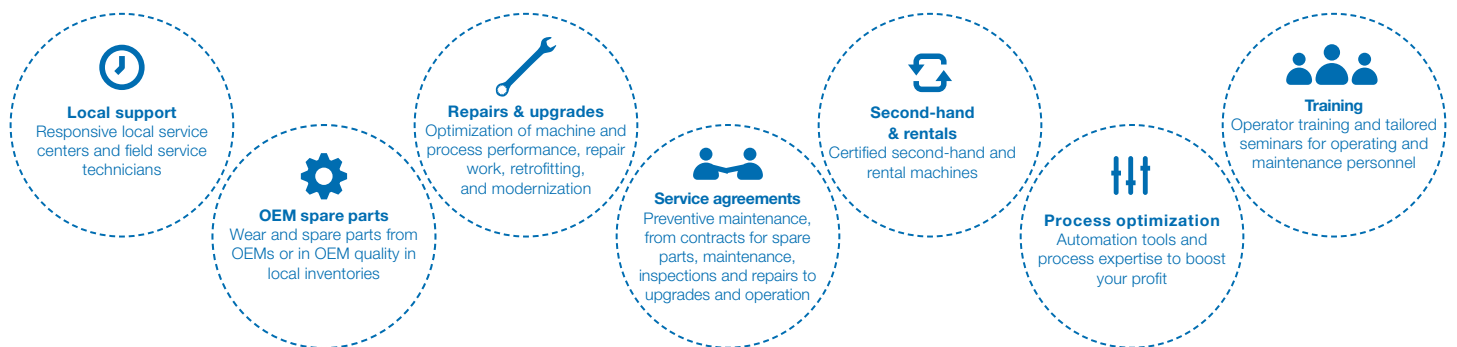 Local support
Responsive local service
centers and field service
technicians
OEM spare parts
Wear and spare parts from
OEMs or in OEM quality in
local inventories
Repairs & upgrades
Optimization of machine and
process performance, repair
work, retrofitting,
and modernization
Service agreements
Preventive maintenance,
from contracts for spare
parts, maintenance,
inspections and repairs to
upgrades and operation
Second-hand
& rentals
Certified second-hand and
rental machines
Process optimization
Automation tools and
process expertise to boost
your profit
Training
Operator training and tailored
seminars for operating and
maintenance personnel